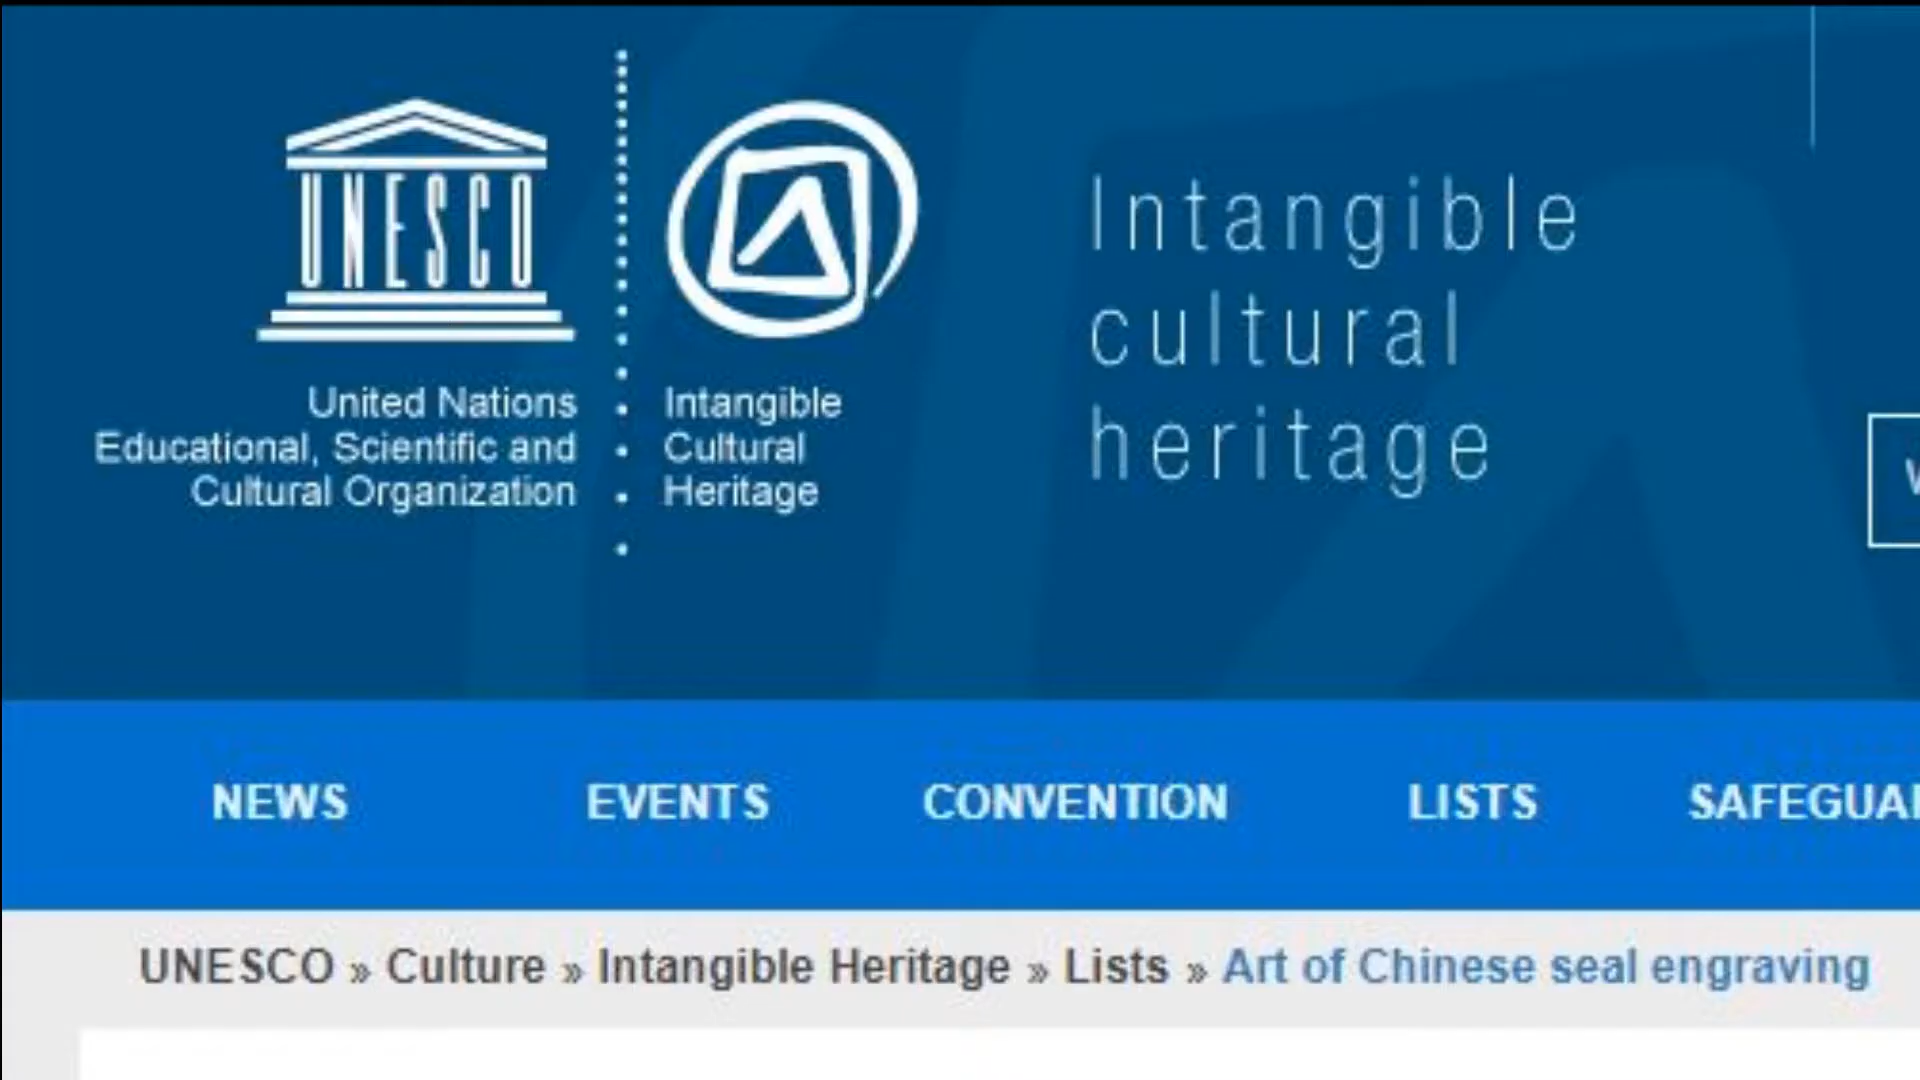 UNESCO
United Nations
Educational, Scientific and
Cultural Organization
Intangible
Cultural
Heritage
Intangible
cultural
heritage
NEWS EVENTS CONVENTION LISTS
UNESCO » Culture » Intangible Heritage » Lists » Art of Chinese seal engraving